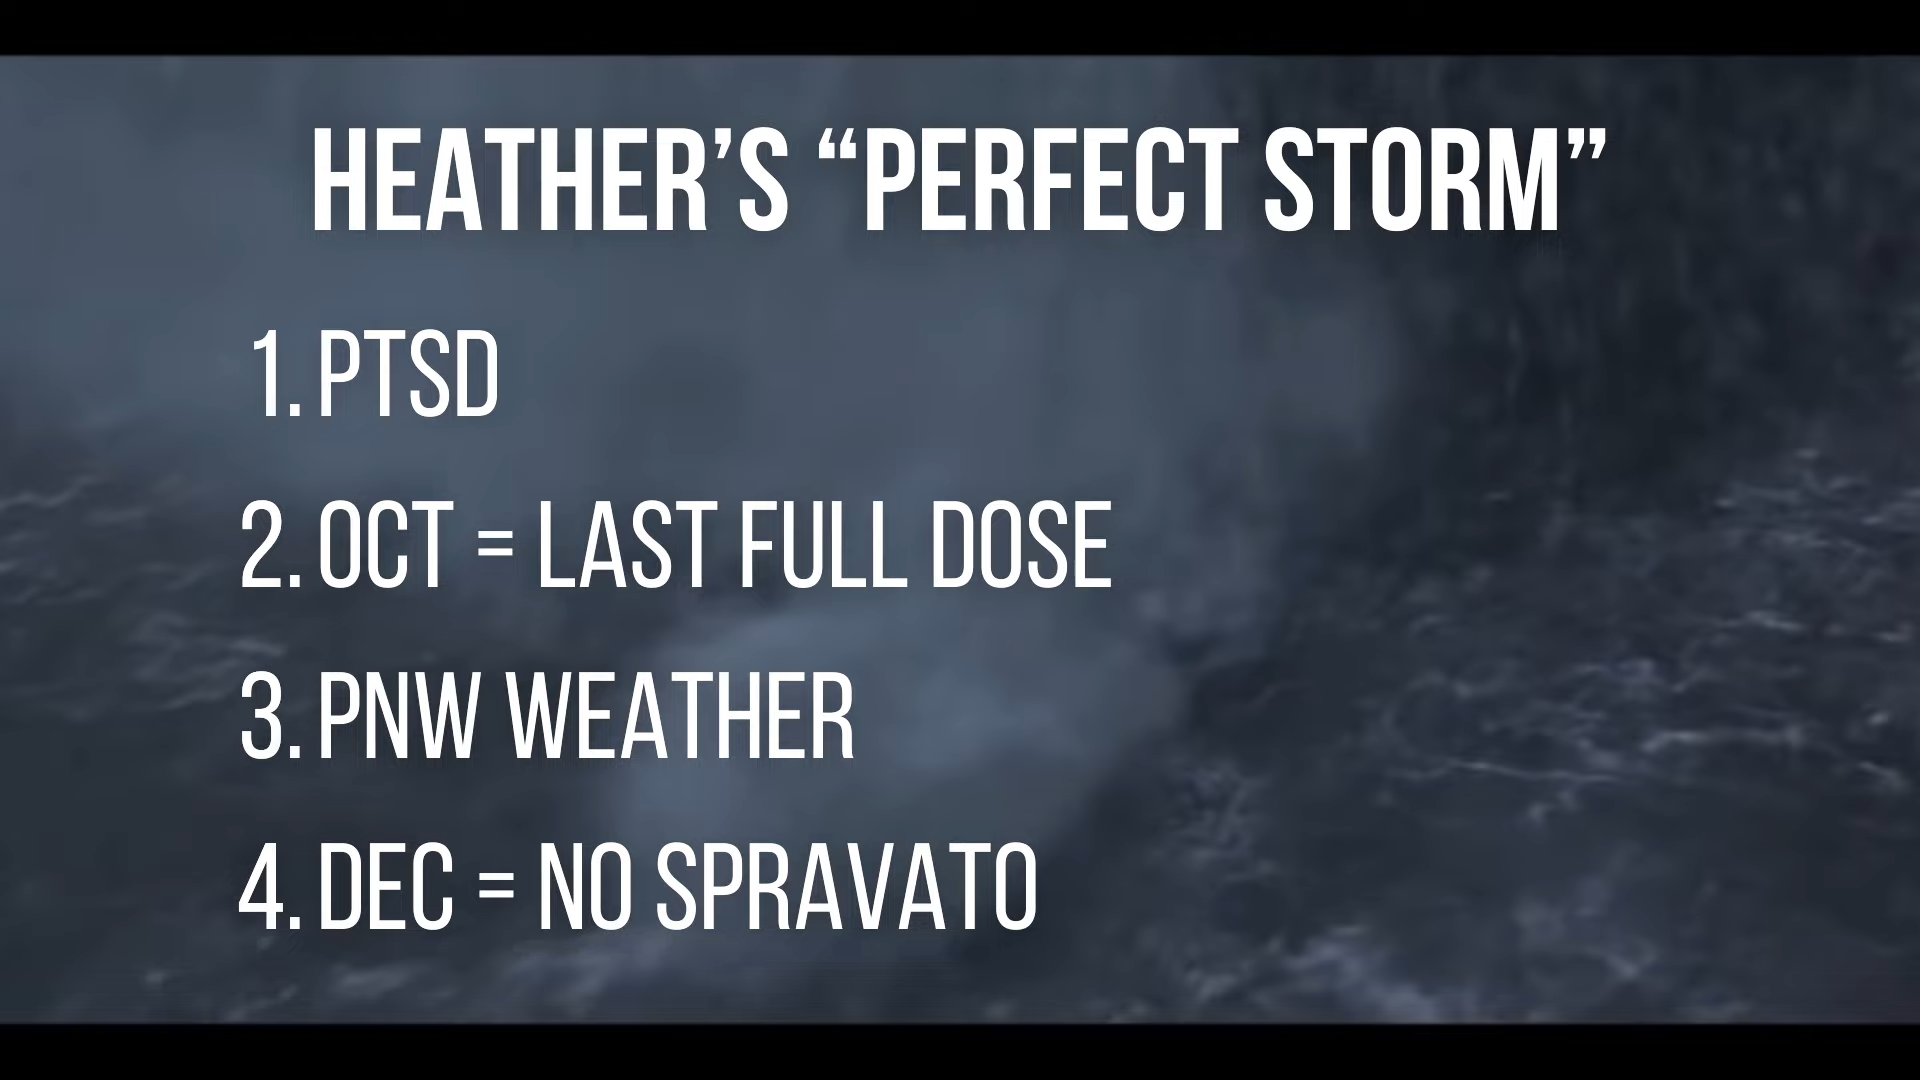 HEATHER’S “PERFECT STORM”
1. PTSD
2. OCT = LAST FULL DOSE
3. PNW WEATHER
4. DEC = NO SPRAVATO